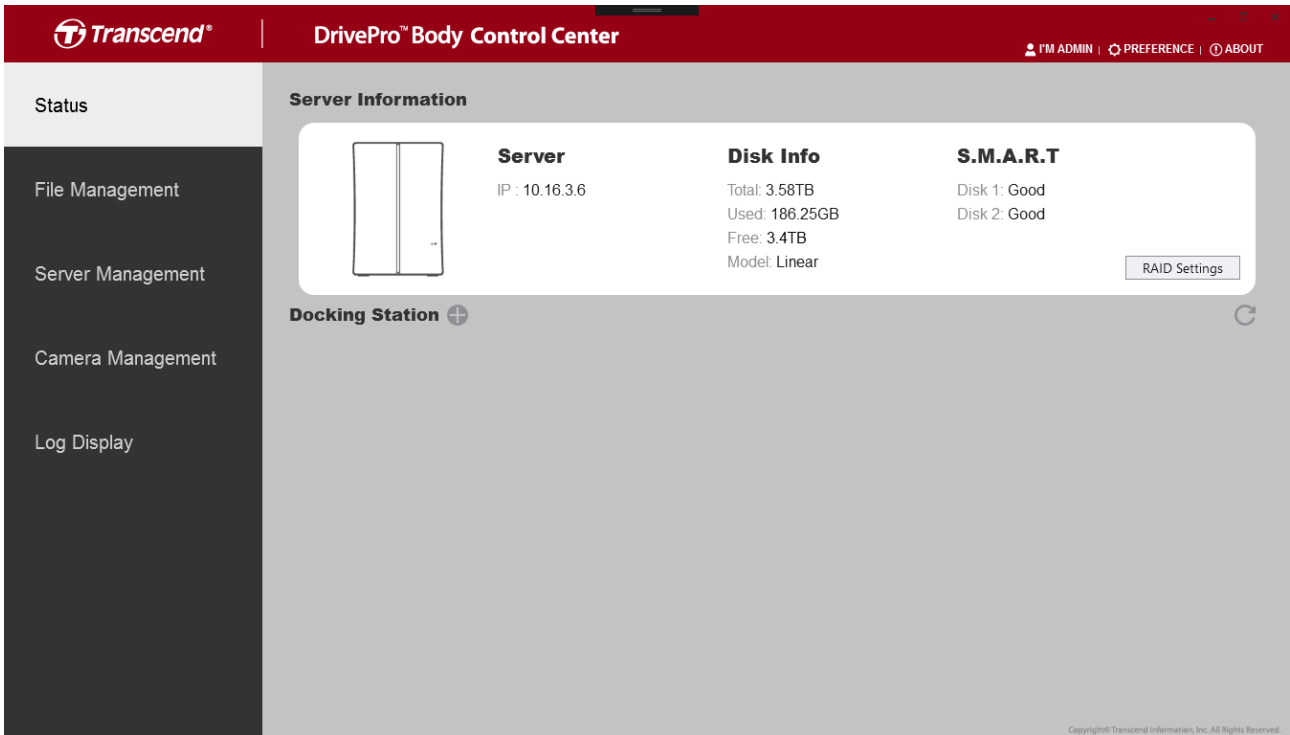 Transcend®
DrivePro™ Body Control Center
I'M ADMIN | PREFERENCE | ABOUT
Status
File Management
Server Management
Camera Management
Log Display
Server Information
Server
IP : 10.16.3.6
Disk Info
Total: 3.58TB
Used: 186.25GB
Free: 3.4TB
Model: Linear
S.M.A.R.T
Disk 1: Good
Disk 2: Good
RAID Settings
Docking Station
Copyright© Transcend Information, Inc. All Rights Reserved.